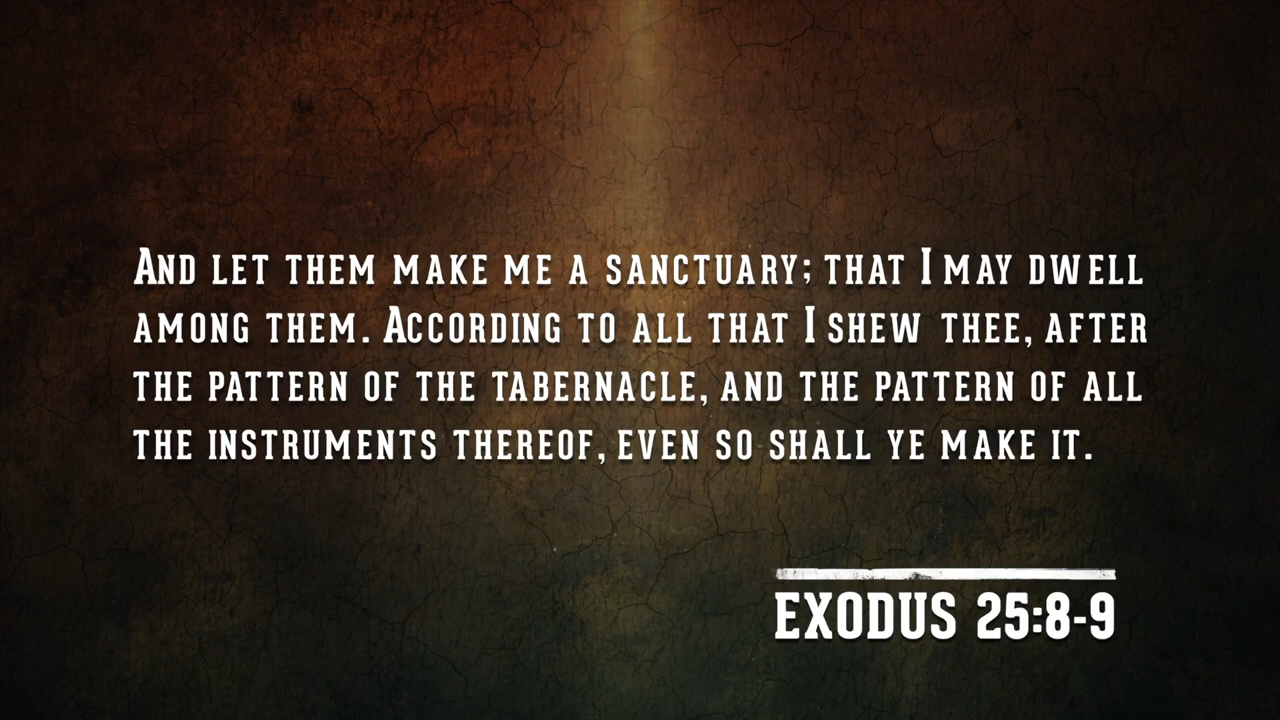 And let them make me a sanctuary; that I may dwell
among them. According to all that I shew thee, after
the pattern of the tabernacle, and the pattern of all
the instruments thereof, even so shall ye make it.
EXODUS 25:8-9